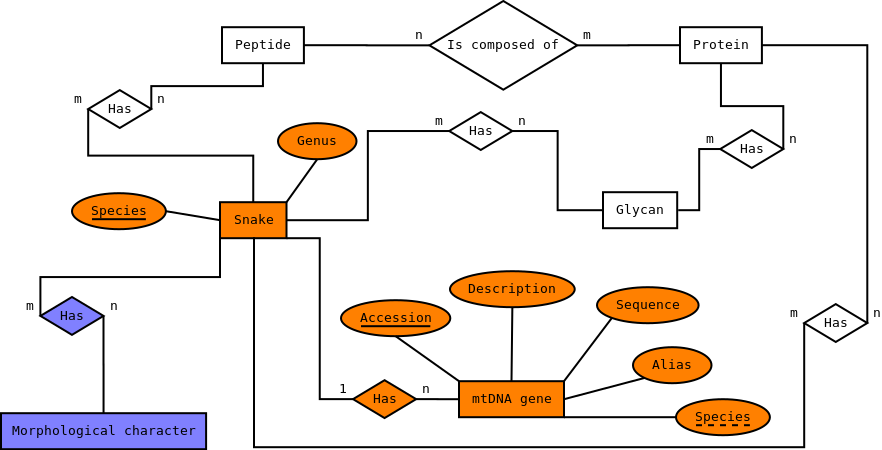 Peptide
n
Is composed of
m
Protein
m
Has
n
Genus
m
Has
n
m
Has
n
Species
Snake
Glycan
m
Has
n
Description
Sequence
Accession
m
Has
n
Alias
1
Has
n
mtDNA gene
Species
Morphological character